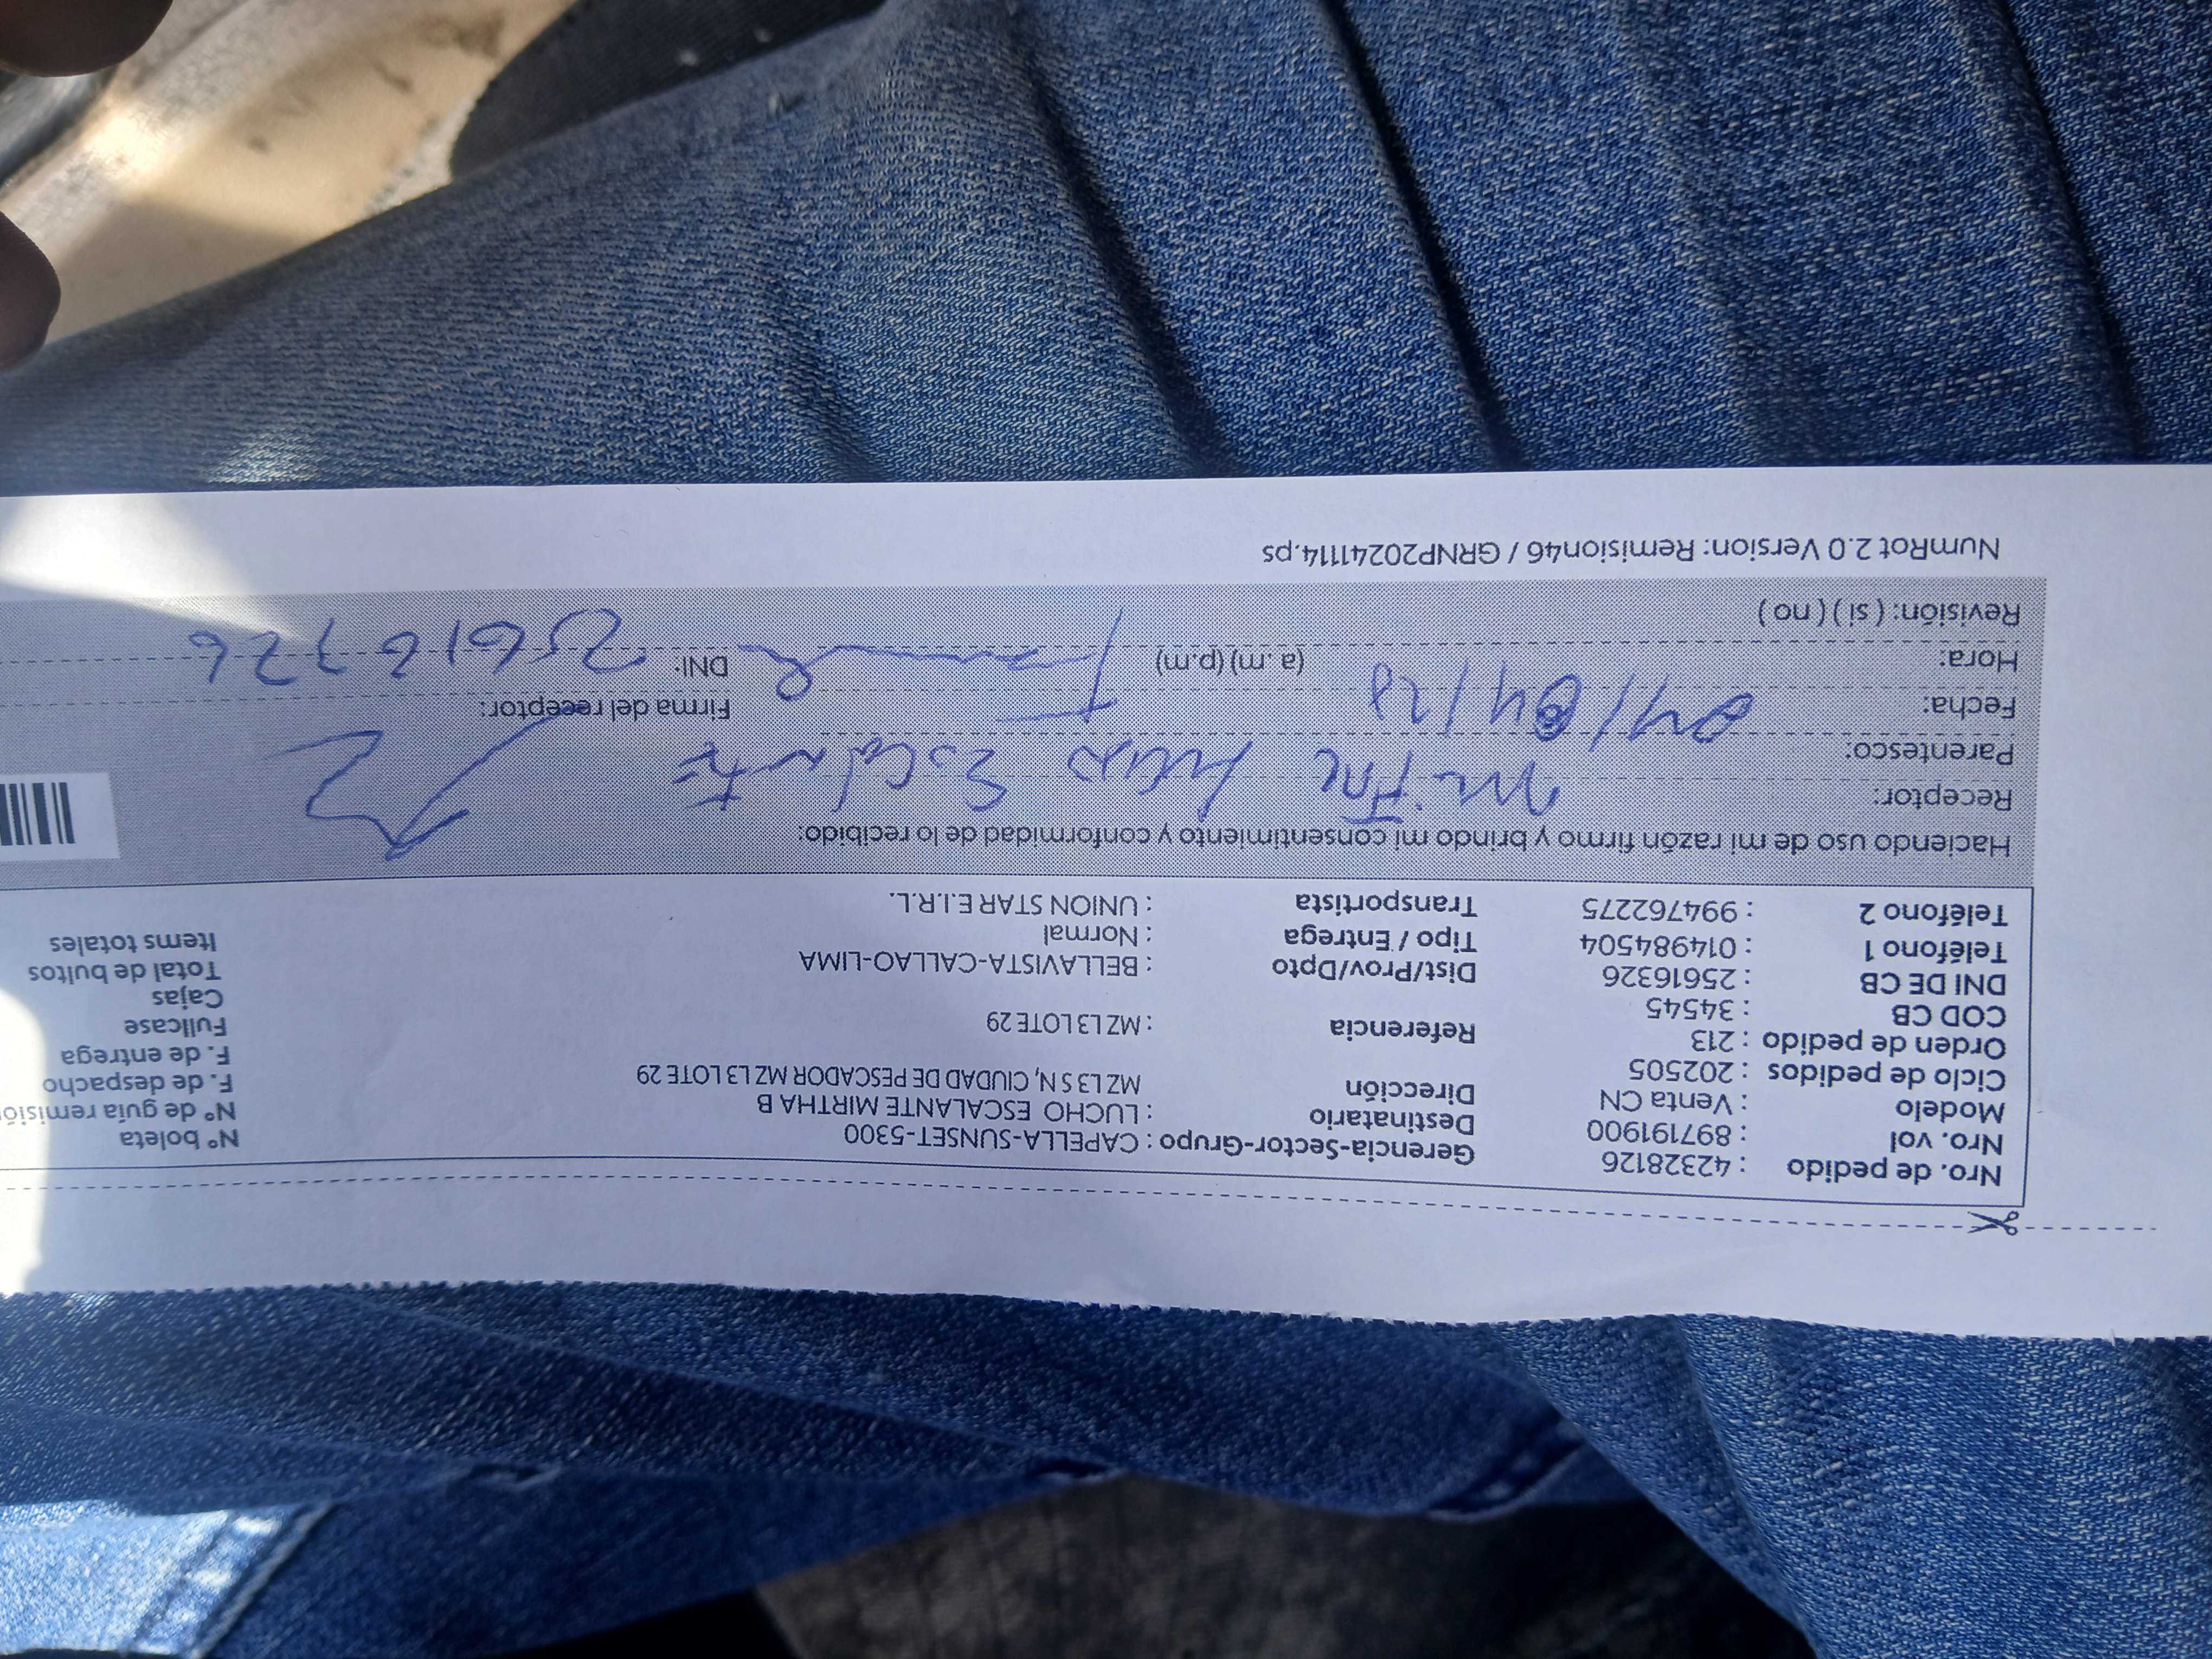 Nro. de pedido : 42328126 Gerencia-Sector-Grupo : CAPELLA-SUNSET-5300 N° boleta
Nro. vol : 897191900 Destinatario : LUCHO ESCALANTE MIRTHA B N° de guía remisió
Modelo : Venta CN Dirección MZ L3 S N, CIUDAD DE PESCADOR MZ L3 LOTE 29 F. de despacho
Ciclo de pedidos : 202505 F. de entrega
Orden de pedido : 213 Referencia : MZ L3 LOTE 29 Fullcase
COD CB : 34545 Cajas
DNI DE CB : 25616326 Dist/Prov/Dpto : BELLAVISTA-CALLAO-LIMA Total de bultos
Teléfono 1 : 014984504 Tipo / Entrega : Normal Items totales
Teléfono 2 : 994762275 Transportista : UNION STAR E.I.R.L.
Haciendo uso de mi razón firmo y brindo mi consentimiento y conformidad de lo recibido:
Receptor: Escalante
Parentesco:
Fecha: 04/04/25 Firma del receptor:
Hora: (a. m) (p.m) DNI: 25616326
Revisión: ( si ) ( no )
NumRot 2.0 Version: Remision46 / GRNP20241114.ps